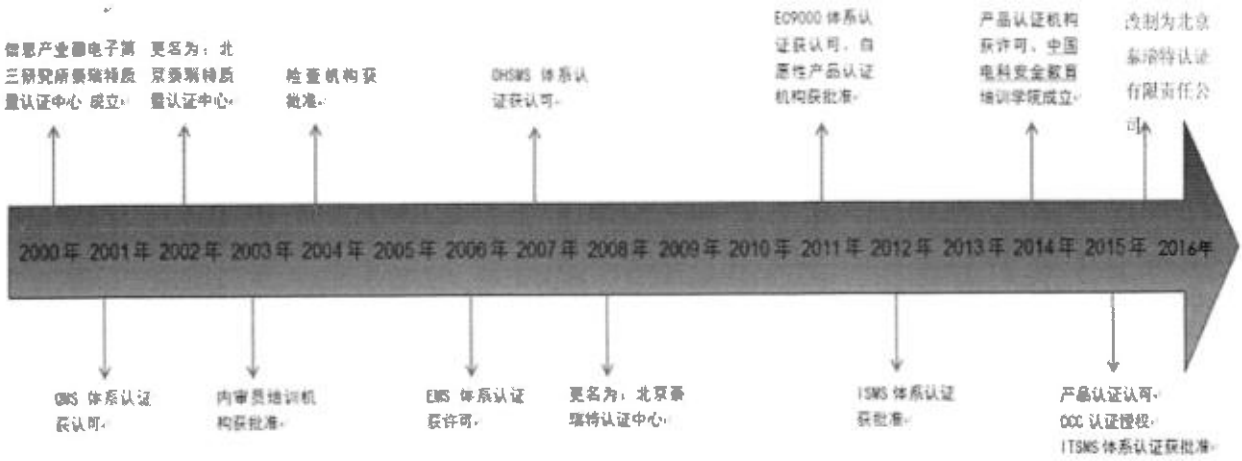 信息产业部电子第
三研究所泰瑞特质
量认证中心 成立
更名为：北
京泰瑞特质
量认证中心
检查机构获
批准
OHSMS 体系认
证获认可
EC9000 体系认
证获认可、自
愿性产品认证
机构获批准
产品认证机构
获许可、中国
电科安全教育
培训学院成立
改制为北京
泰瑞特认证
有限责任公
司
2000年 2001年 2002年 2003年 2004年 2005年 2006年 2007年 2008年 2009年 2010年 2011年 2012年 2013年 2014年 2015年 2016年
QMS 体系认证
获认可
内审员培训机
构获批准
EMS 体系认证
获许可
更名为：北京泰
瑞特认证中心
ISMS 体系认证
获批准
产品认证认可
CCC 认证授权
ITSMS 体系认证获批准